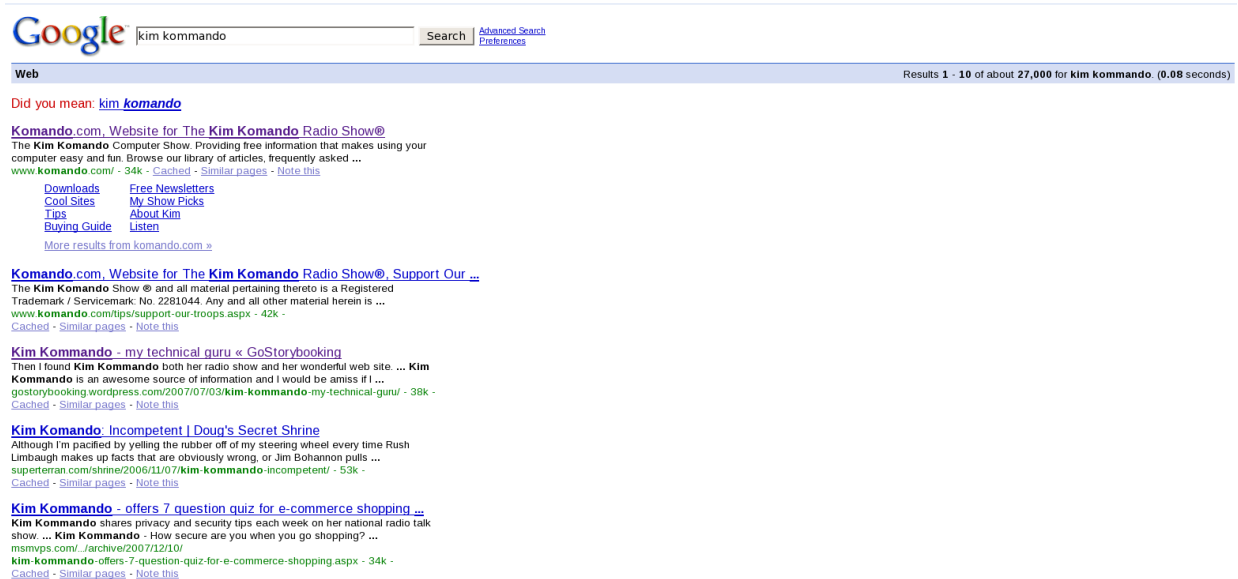 Google kim kommando Search Advanced Search
Preferences
Web Results 1 - 10 of about 27,000 for kim kommando. (0.08 seconds)
Did you mean: kim komando
Komando.com, Website for The Kim Komando Radio Show®
The Kim Komando Computer Show. Providing free information that makes using your
computer easy and fun. Browse our library of articles, frequently asked ...
www.komando.com/ - 34k - Cached - Similar pages - Note this
Downloads Free Newsletters
Cool Sites My Show Picks
Tips About Kim
Buying Guide Listen
More results from komando.com »
Komando.com, Website for The Kim Komando Radio Show®, Support Our ...
The Kim Komando Show ® and all material pertaining thereto is a Registered
Trademark / Servicemark: No. 2281044. Any and all other material herein is ...
www.komando.com/tips/support-our-troops.aspx - 42k -
Cached - Similar pages - Note this
Kim Kommando - my technical guru « GoStorybooking
Then I found Kim Kommando both her radio show and her wonderful web site. ... Kim
Kommando is an awesome source of information and I would be amiss if I ...
gostorybooking.wordpress.com/2007/07/03/kim-kommando-my-technical-guru/ - 38k -
Cached - Similar pages - Note this
Kim Komando: Incompetent | Doug's Secret Shrine
Although I'm pacified by yelling the rubber off of my steering wheel every time Rush
Limbaugh makes up facts that are obviously wrong, or Jim Bohannon pulls ...
superterran.com/shrine/2006/11/07/kim-kommando-incompetent/ - 53k -
Cached - Similar pages - Note this
Kim Kommando - offers 7 question quiz for e-commerce shopping ...
Kim Kommando shares privacy and security tips each week on her national radio talk
show. ... Kim Kommando - How secure are you when you go shopping? ...
msmvps.com/.../archive/2007/12/10/
kim-kommando-offers-7-question-quiz-for-e-commerce-shopping.aspx - 34k -
Cached - Similar pages - Note this